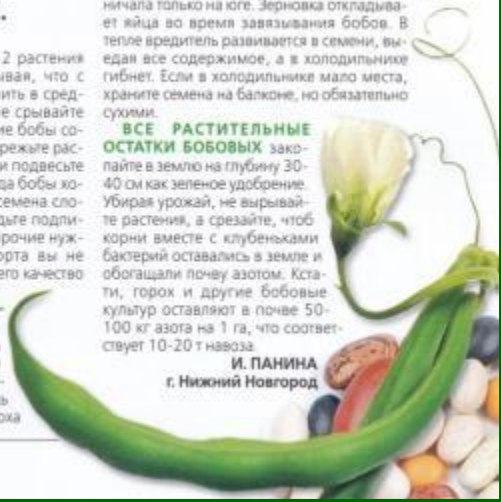 2 растения
вая, что с
ить в сред-
е срывайте
ие бобы со-
режьте рас-
и подвесьте
да бобы хо-
семена сло-
дьте подпи-
рочие нуж-
орта вы не
его качество
ь
оха
ничала только на юге. Зерновка откладыва-
ет яйца во время завязывания бобов. В
тепле вредитель развивается в семени, вы-
едая все содержимое, а в холодильнике
гибнет. Если в холодильнике мало места,
храните семена на балконе, но обязательно
сухими.
ВСЕ РАСТИТЕЛЬНЫЕ
ОСТАТКИ БОБОВЫХ зако-
пайте в землю на глубину 30-
40 см как зеленое удобрение.
Убирая урожай, не вырывай-
те растения, а срезайте, чтоб
корни вместе с клубеньками
бактерий оставались в земле и
обогащали почву азотом. Кста-
ти, горох и другие бобовые
культур оставляют в почве 50-
100 кг азота на 1 га, что соответ-
ствует 10-20 т навоза.
И. ПАНИНА
г. Нижний Новгород